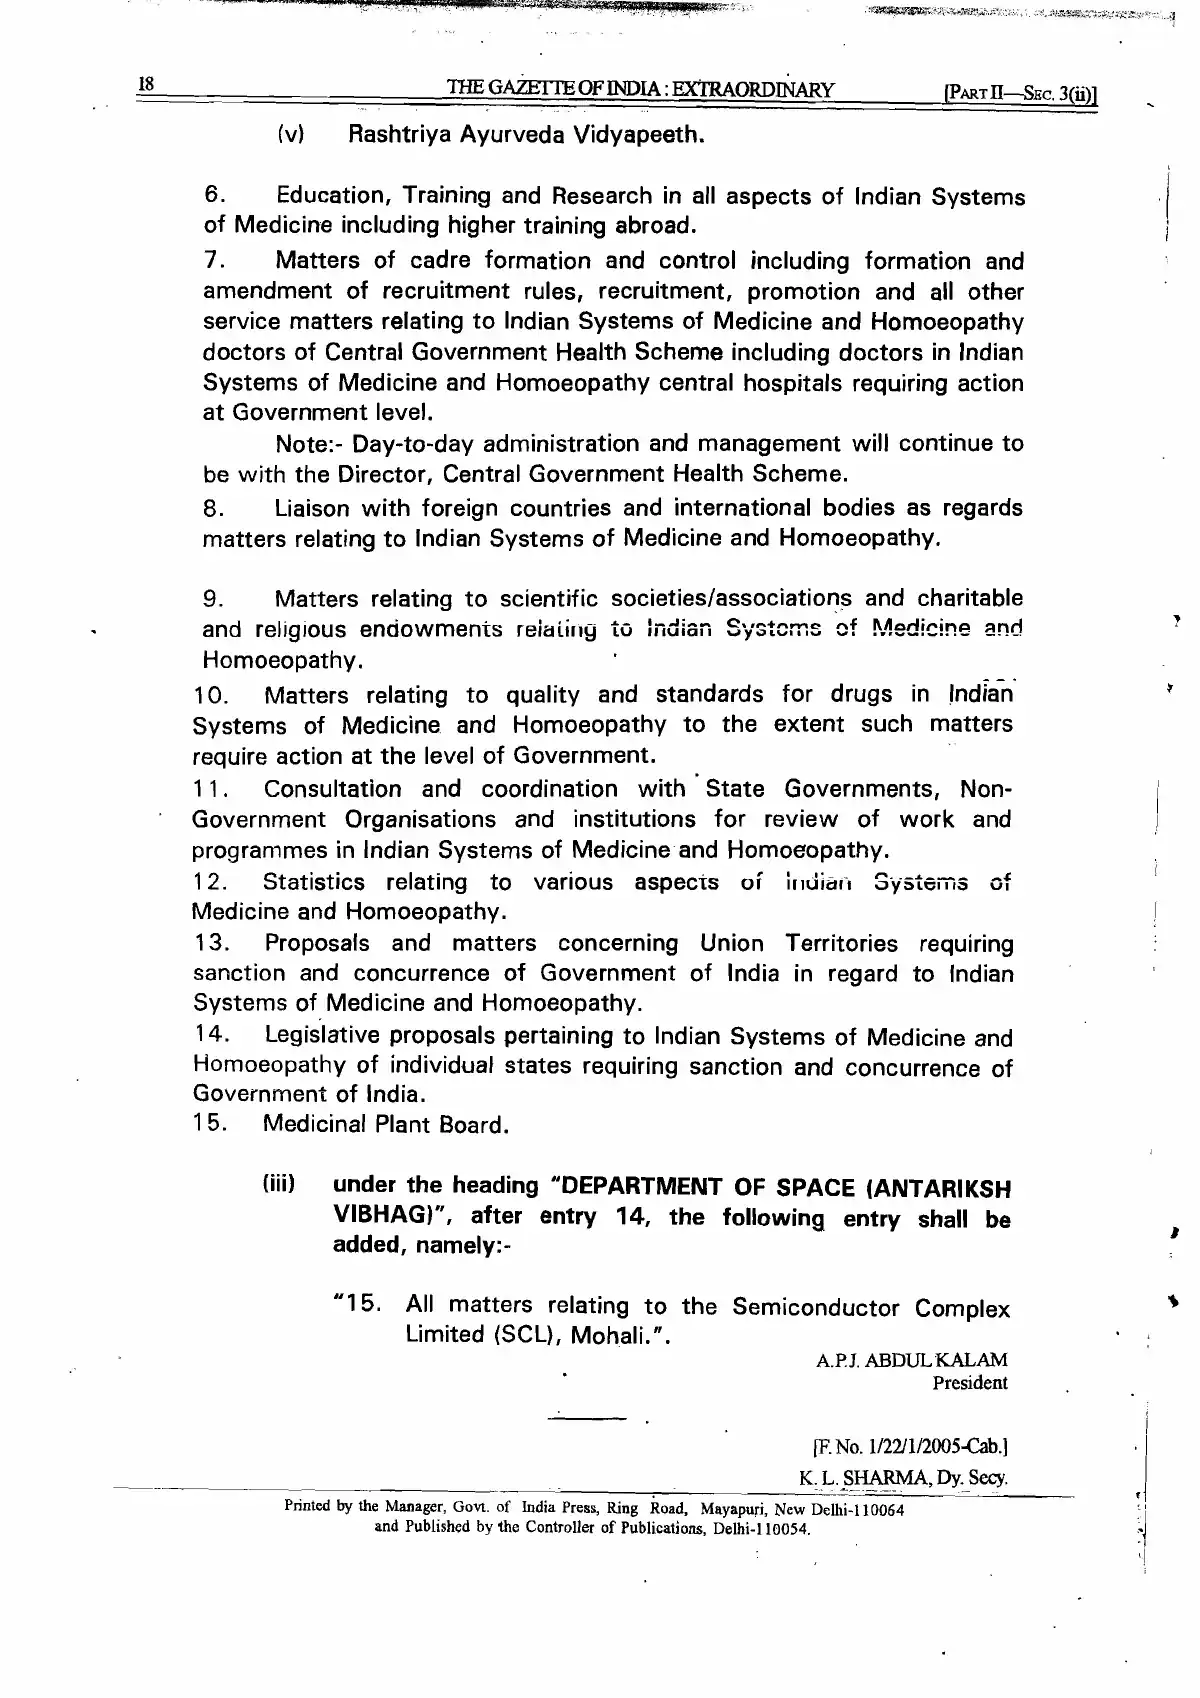 18 THE GAZETTE OF INDIA : EXTRAORDINARY [PART II—SEC. 3(ii)]
(v) Rashtriya Ayurveda Vidyapeeth.
6. Education, Training and Research in all aspects of Indian Systems
of Medicine including higher training abroad.
7. Matters of cadre formation and control including formation and
amendment of recruitment rules, recruitment, promotion and all other
service matters relating to Indian Systems of Medicine and Homoeopathy
doctors of Central Government Health Scheme including doctors in Indian
Systems of Medicine and Homoeopathy central hospitals requiring action
at Government level.
Note:- Day-to-day administration and management will continue to
be with the Director, Central Government Health Scheme.
8. Liaison with foreign countries and international bodies as regards
matters relating to Indian Systems of Medicine and Homoeopathy.
9. Matters relating to scientific societies/associations and charitable
and religious endowments relating to Indian Systems of Medicine and
Homoeopathy.
10. Matters relating to quality and standards for drugs in Indian
Systems of Medicine and Homoeopathy to the extent such matters
require action at the level of Government.
11. Consultation and coordination with State Governments, Non-
Government Organisations and institutions for review of work and
programmes in Indian Systems of Medicine and Homoeopathy.
12. Statistics relating to various aspects of Indian Systems of
Medicine and Homoeopathy.
13. Proposals and matters concerning Union Territories requiring
sanction and concurrence of Government of India in regard to Indian
Systems of Medicine and Homoeopathy.
14. Legislative proposals pertaining to Indian Systems of Medicine and
Homoeopathy of individual states requiring sanction and concurrence of
Government of India.
15. Medicinal Plant Board.
(iii) under the heading "DEPARTMENT OF SPACE (ANTARIKSH
VIBHAG)", after entry 14, the following entry shall be
added, namely:-
"15. All matters relating to the Semiconductor Complex
Limited (SCL), Mohali.".
A.P.J. ABDUL KALAM
President
[F. No. 1/22/1/2005-Cab.]
K. L. SHARMA, Dy. Secy.
Printed by the Manager, Govt. of India Press, Ring Road, Mayapuri, New Delhi-110064
and Published by the Controller of Publications, Delhi-110054.